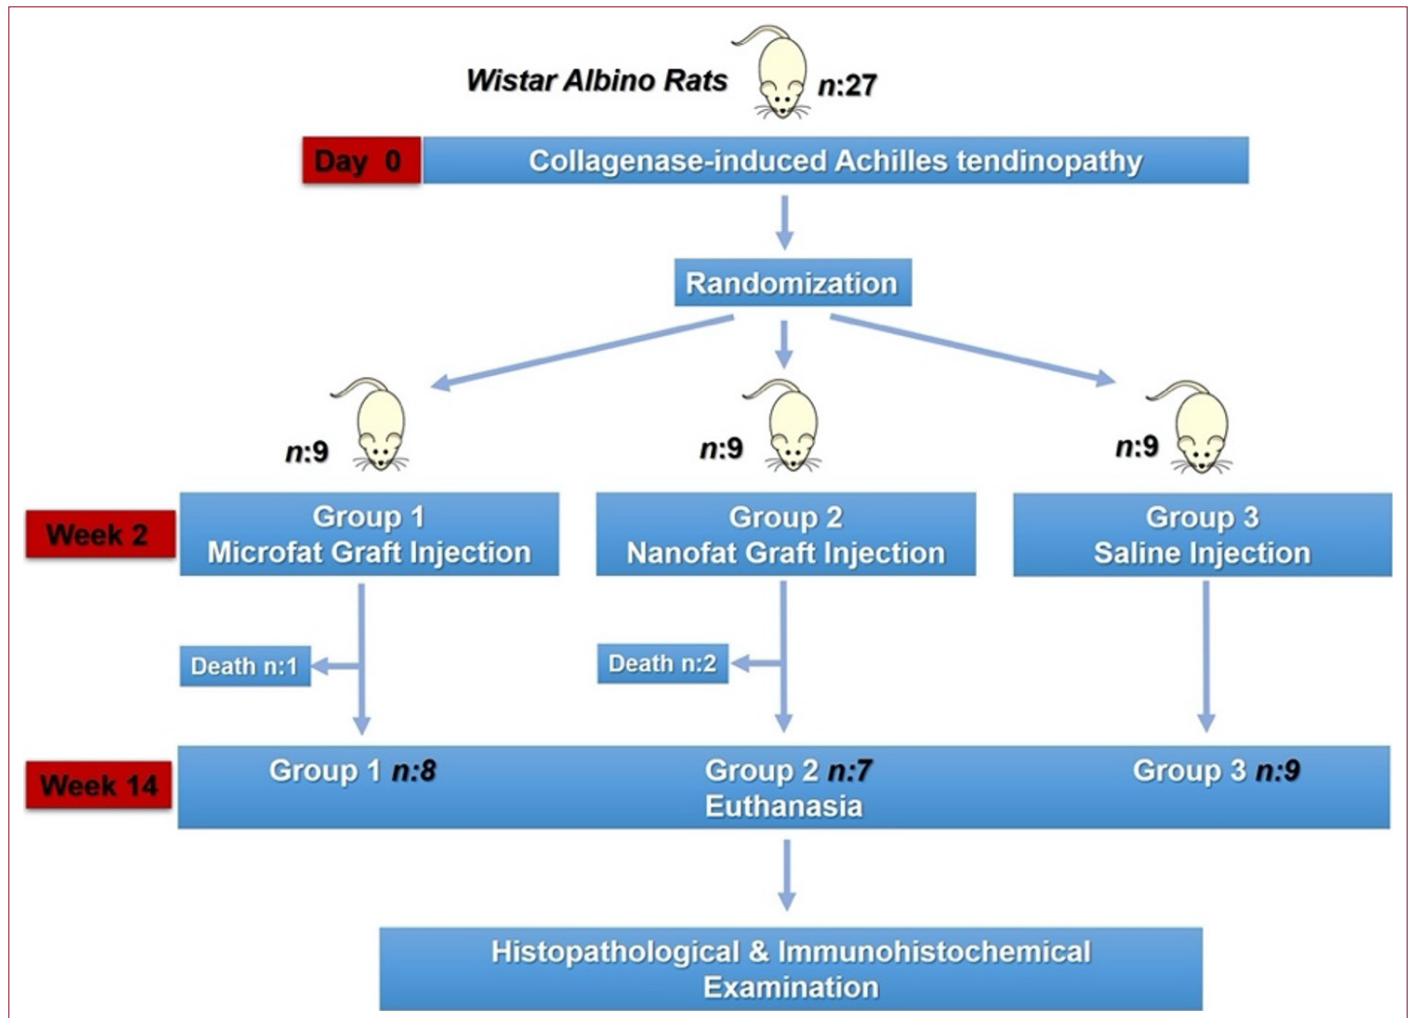 Wistar Albino Rats n:27
Day 0 Collagenase-induced Achilles tendinopathy
Randomization
n:9 n:9 n:9
Week 2
Group 1
Microfat Graft Injection
Group 2
Nanofat Graft Injection
Group 3
Saline Injection
Death n:1
Death n:2
Week 14
Group 1 n:8
Group 2 n:7
Group 3 n:9
Euthanasia
Histopathological & Immunohistochemical
Examination